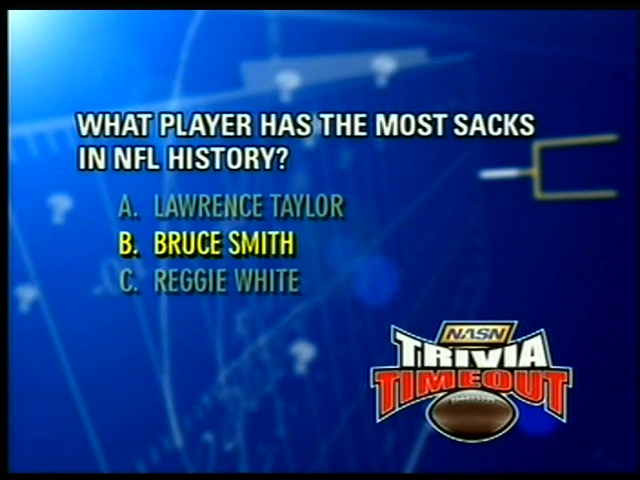 WHAT PLAYER HAS THE MOST SACKS
IN NFL HISTORY?
A. LAWRENCE TAYLOR
B. BRUCE SMITH
C. REGGIE WHITE
NASN
TRIVIA
TIMEOUT